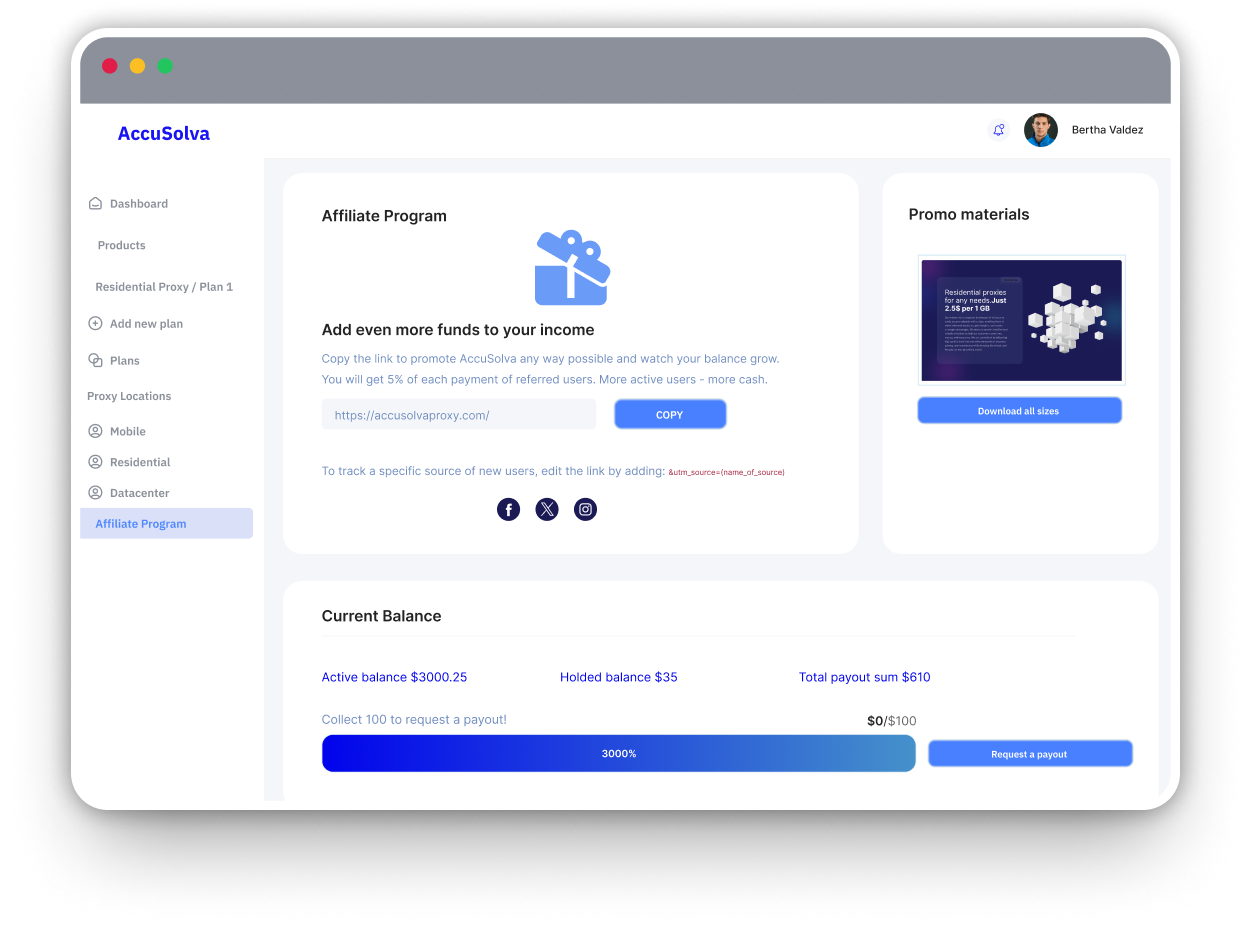 AccuSolva
Bertha Valdez
Dashboard
Products
Residential Proxy / Plan 1
Add new plan
Plans
Proxy Locations
Mobile
Residential
Datacenter
Affiliate Program
Affiliate Program
Add even more funds to your income
Copy the link to promote AccuSolva any way possible and watch your balance grow.
You will get 5% of each payment of referred users. More active users - more cash.
https://accusolvaproxy.com/
COPY
To track a specific source of new users, edit the link by adding: &utm_source=(name_of_source)
Promo materials
Residential proxies
for any needs.Just
2.5$ per 1 GB
Download all sizes
Current Balance
Active balance $3000.25
Holded balance $35
Total payout sum $610
Collect 100 to request a payout!
$0/$100
3000%
Request a payout